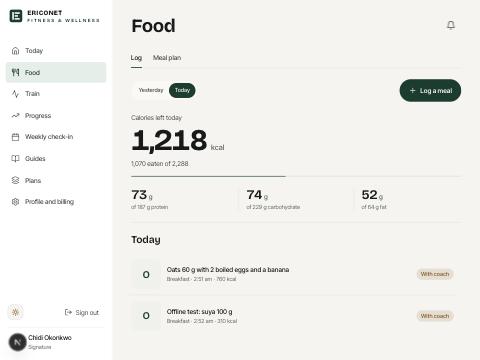 ERICONET
FITNESS & WELLNESS
Today
Food
Train
Progress
Weekly check-in
Guides
Plans
Profile and billing
Sign out
N
Chidi Okonkwo
Signature
Food
Log
Meal plan
Yesterday
Today
Log a meal
Calories left today
1,218 kcal
1,070 eaten of 2,288
73 g
of 187 g protein
74 g
of 229 g carbohydrate
52 g
of 64 g fat
Today
O
Oats 60 g with 2 boiled eggs and a banana
Breakfast · 2:51 am · 760 kcal
With coach
O
Offline test: suya 100 g
Breakfast · 2:52 am · 310 kcal
With coach